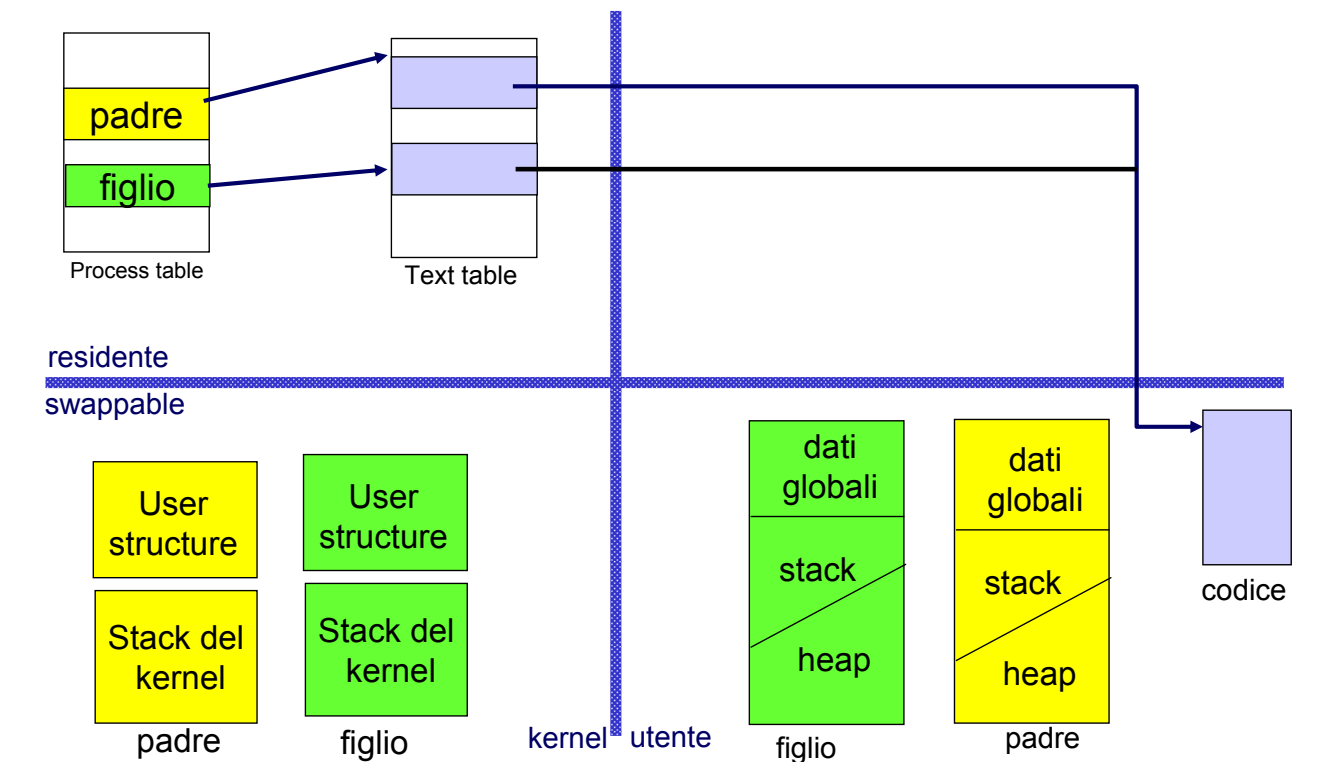 padre
figlio
Process table
Text table
residente
swappable
User
structure
Stack del
kernel
padre
User
structure
Stack del
kernel
figlio
kernel
utente
dati
globali
stack
heap
figlio
dati
globali
stack
heap
padre
codice